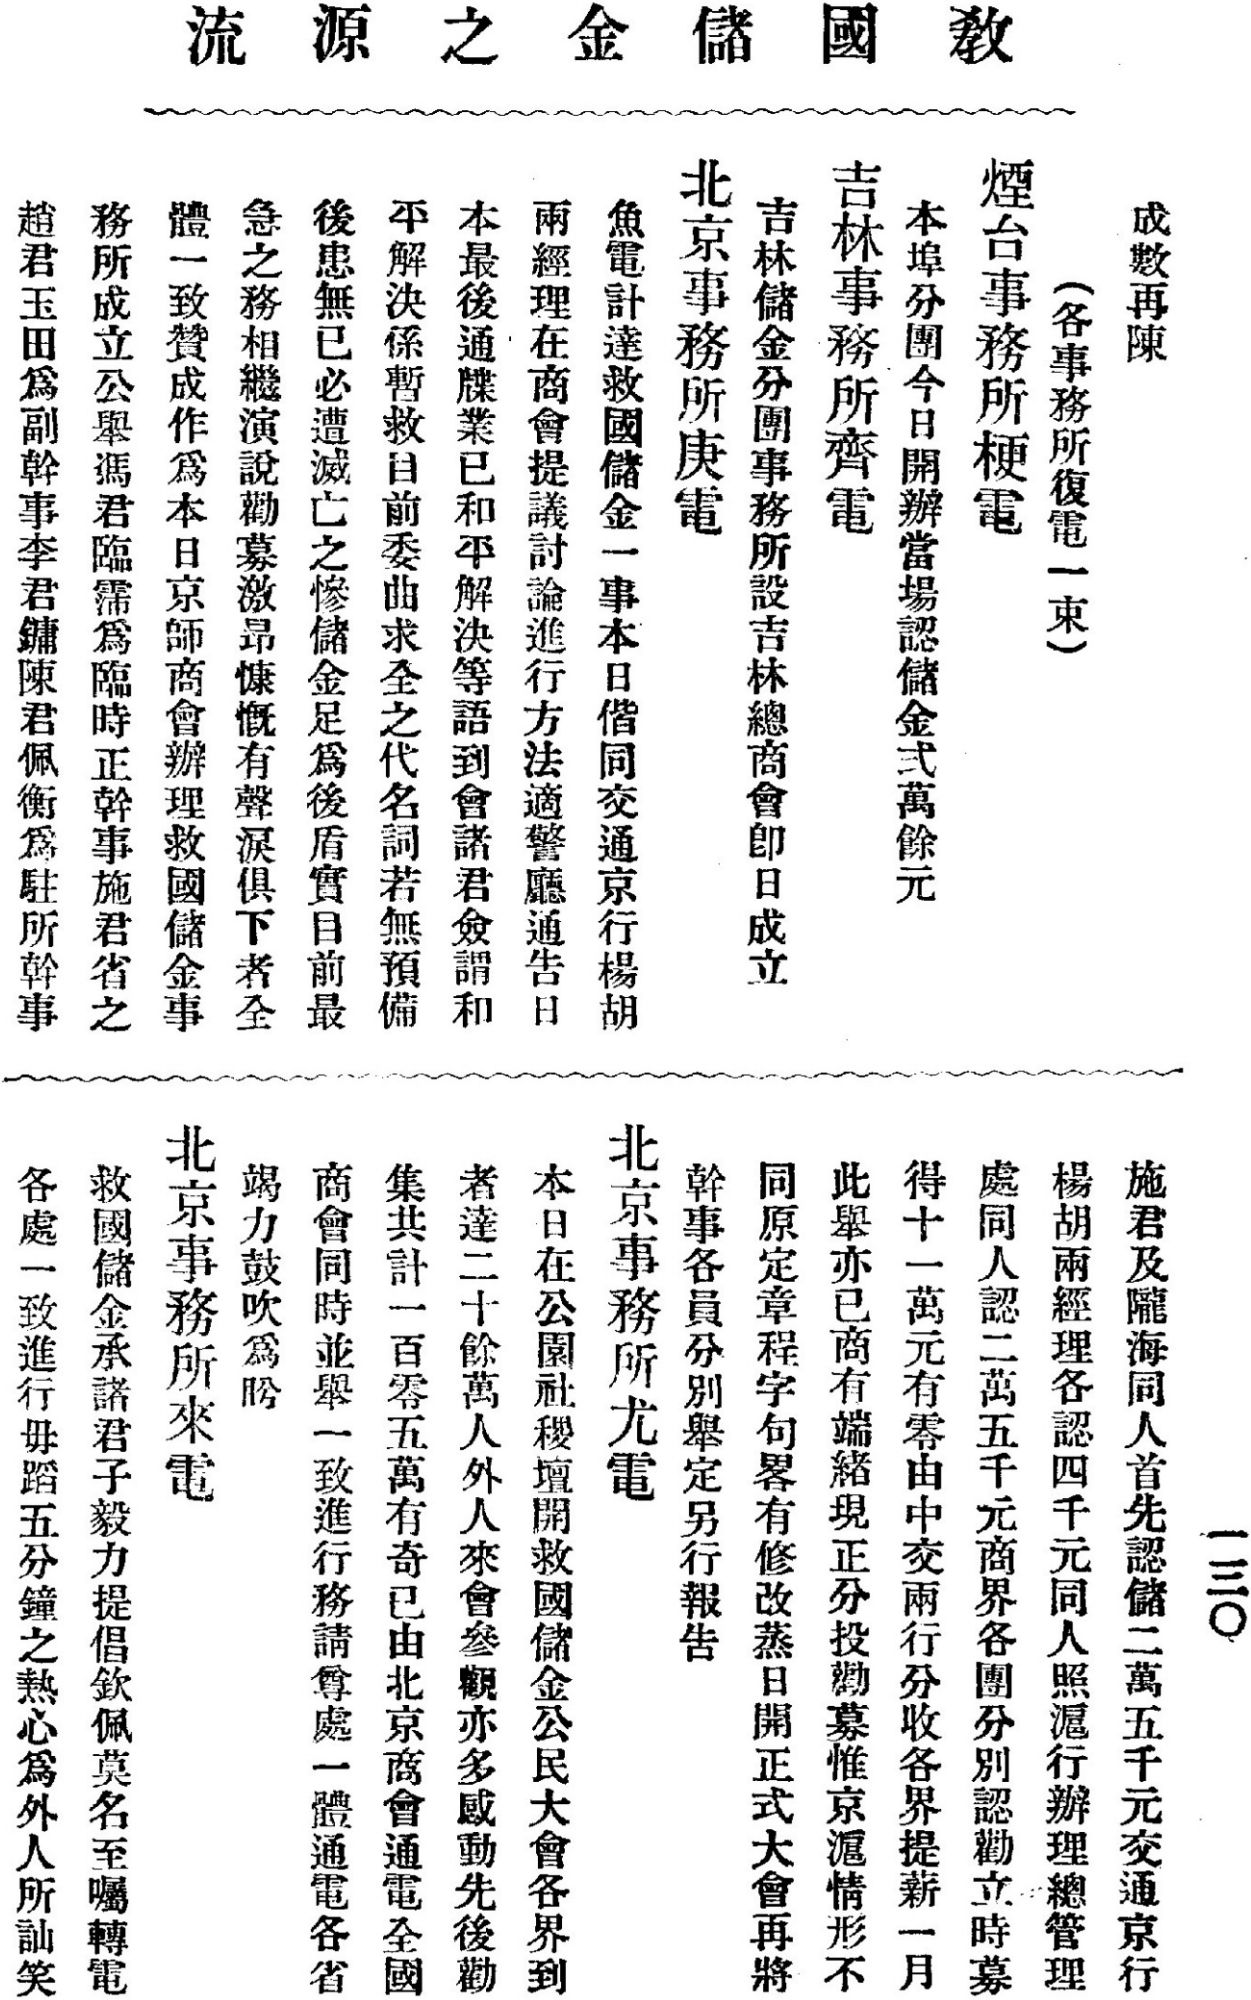 救國儲金之源流
成數再陳
（各事務所復電一束）
煙台事務所梗電
本埠分團今日開辦當場認儲金弍萬餘元
吉林事務所齊電
吉林儲金分團事務所設吉林總商會卽日成立
北京事務所庚電
魚電計達救國儲金一事本日偕同交通京行楊胡
兩經理在商會提議討論進行方法適警廳通告日
本最後通牒業已和平解決等語到會諸君僉謂和
平解決係暫救目前委曲求全之代名詞若無預備
後患無已必遭滅亡之慘儲金足爲後盾實目前最
急之務相繼演說勸募激昂慷慨有聲淚俱下者全
體一致贊成作爲本日京師商會辦理救國儲金事
務所成立公舉馮君臨霈爲臨時正幹事施君省之
趙君玉田爲副幹事李君鏞陳君佩衡爲駐所幹事
施君及隴海同人首先認儲二萬五千元交通京行
楊胡兩經理各認四千元同人照滬行辦理總管理
處同人認二萬五千元商界各團分別認勸立時募
得十一萬元有零由中交兩行分收各界提薪一月
此舉亦已商有端緒現正分投勸募惟京滬情形不
同原定章程字句畧有修改蒸日開正式大會再將
幹事各員分別舉定另行報告
北京事務所尤電
本日在公園社稷壇開救國儲金公民大會各界到
者達二十餘萬人外人來會參觀亦多感動先後勸
集共計一百零五萬有奇已由北京商會通電全國
商會同時並舉一致進行務請尊處一體通電各省
竭力鼓吹爲盼
北京事務所來電
救國儲金承諸君子毅力提倡欽佩莫名至囑轉電
各處一致進行毋蹈五分鐘之熱心爲外人所訕笑
一三〇